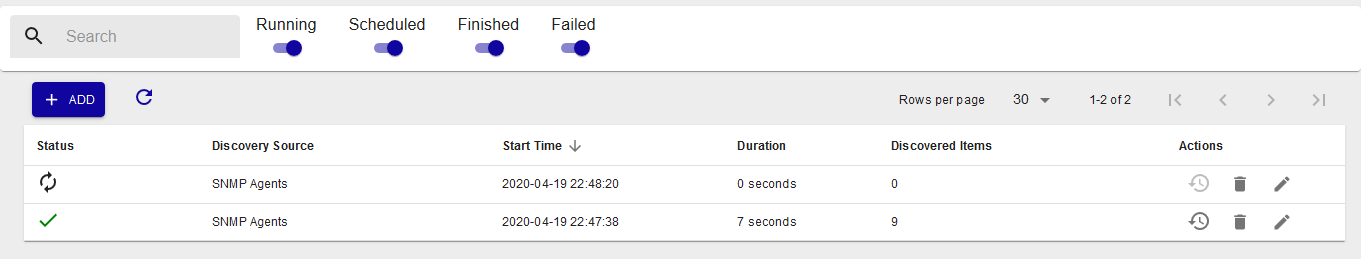 Search Running Scheduled Finished Failed
ADD Rows per page 30 1-2 of 2
Status Discovery Source Start Time Duration Discovered Items Actions
SNMP Agents 2020-04-19 22:48:20 0 seconds 0
SNMP Agents 2020-04-19 22:47:38 7 seconds 9